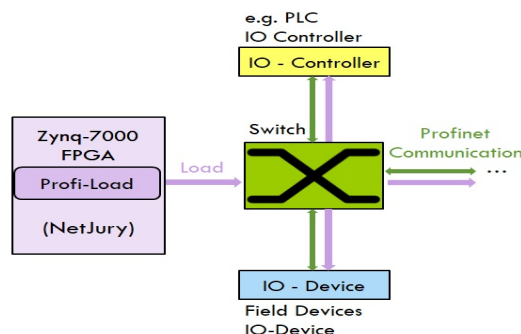 e.g. PLC
IO Controller
IO - Controller
Zynq-7000
FPGA
Profi-Load
(NetJury)
Load
Switch
Profinet
Communication
...
IO - Device
Field Devices
IO-Device